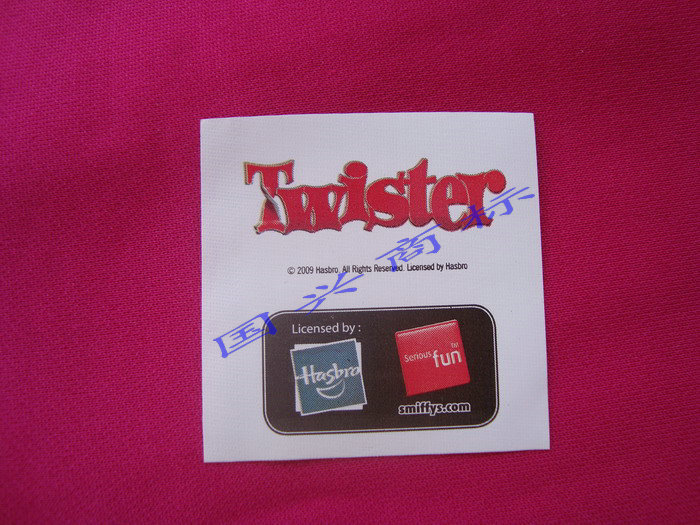 Twister
© 2009 Hasbro. All Rights Reserved. Licensed by Hasbro
国兴商标
Licensed by :
Hasbro
Serious fun™
smiffys.com